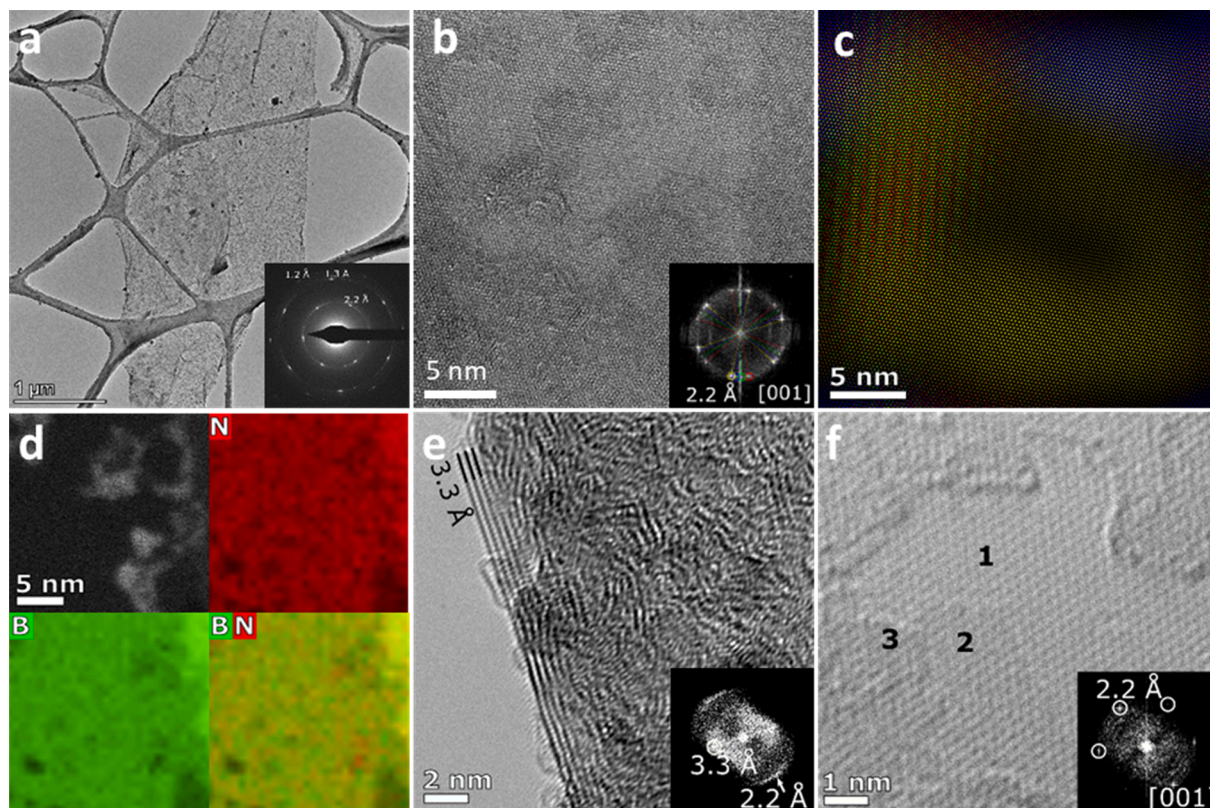 a
1.2 Å 1.3 Å
2.2 Å
1 µm
b
5 nm
2.2 Å [001]
c
5 nm
d
N
5 nm
B
B N
e
3.3 Å
2 nm
3.3 Å
2.2 Å
f
1
3 2
2.2 Å
1 nm
[001]